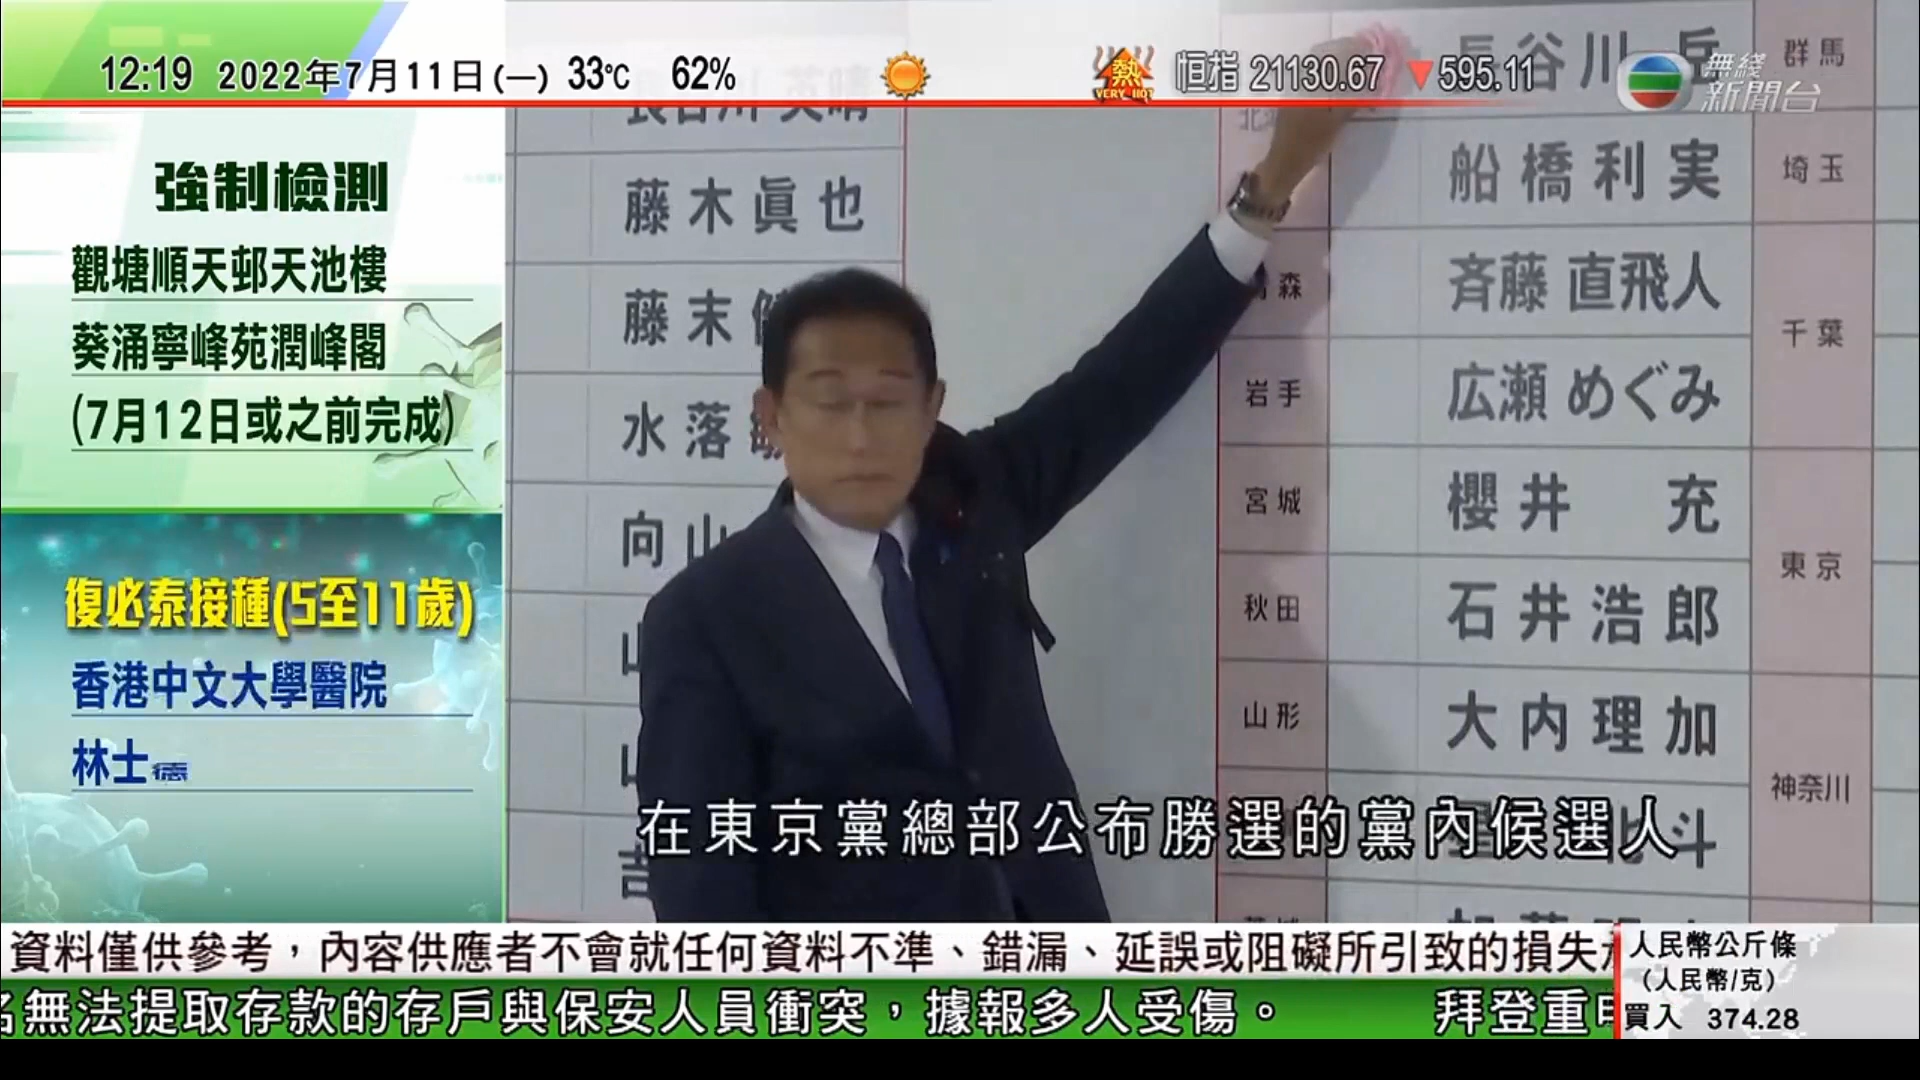 12:19 2022年7月11日(一) 33℃ 62%
熱
VERY HOT
恒指 21130.67 ▼595.11
無綫
新聞台
強制檢測
觀塘順天邨天池樓
葵涌寧峰苑潤峰閣
(7月12日或之前完成)
復必泰接種(5至11歲)
香港中文大學醫院
林士德
藤木眞也
藤末
水落
向山
長谷川 岳
船橋利実
斉藤 直飛人
広瀬 めぐみ
櫻井 充
石井浩郎
大内理加
森
岩手
宮城
秋田
山形
群馬
埼玉
千葉
東京
神奈川
在東京黨總部公布勝選的黨內候選人
資料僅供參考，內容供應者不會就任何資料不準、錯漏、延誤或阻礙所引致的損失
無法提取存款的存戶與保安人員衝突，據報多人受傷。 拜登重申
人民幣公斤條
(人民幣/克)
買入 374.28